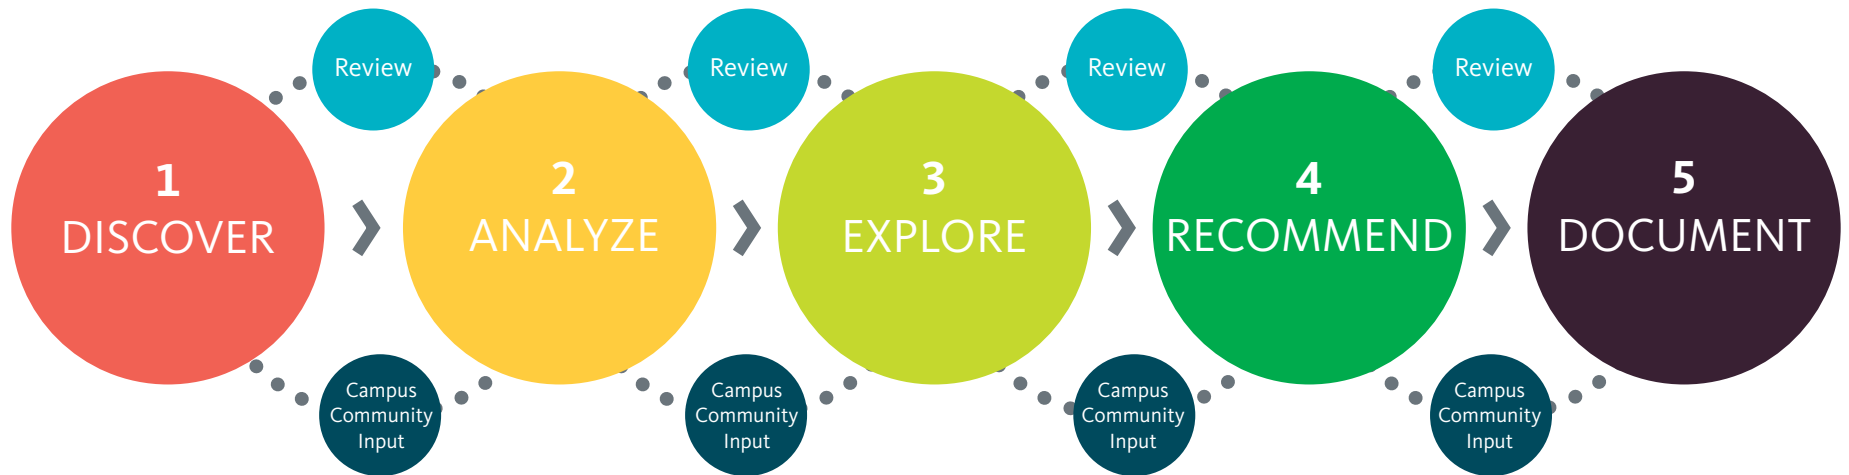 Review
Review
Review
Review
1
DISCOVER
2
ANALYZE
3
EXPLORE
4
RECOMMEND
5
DOCUMENT
Campus
Community
Input
Campus
Community
Input
Campus
Community
Input
Campus
Community
Input